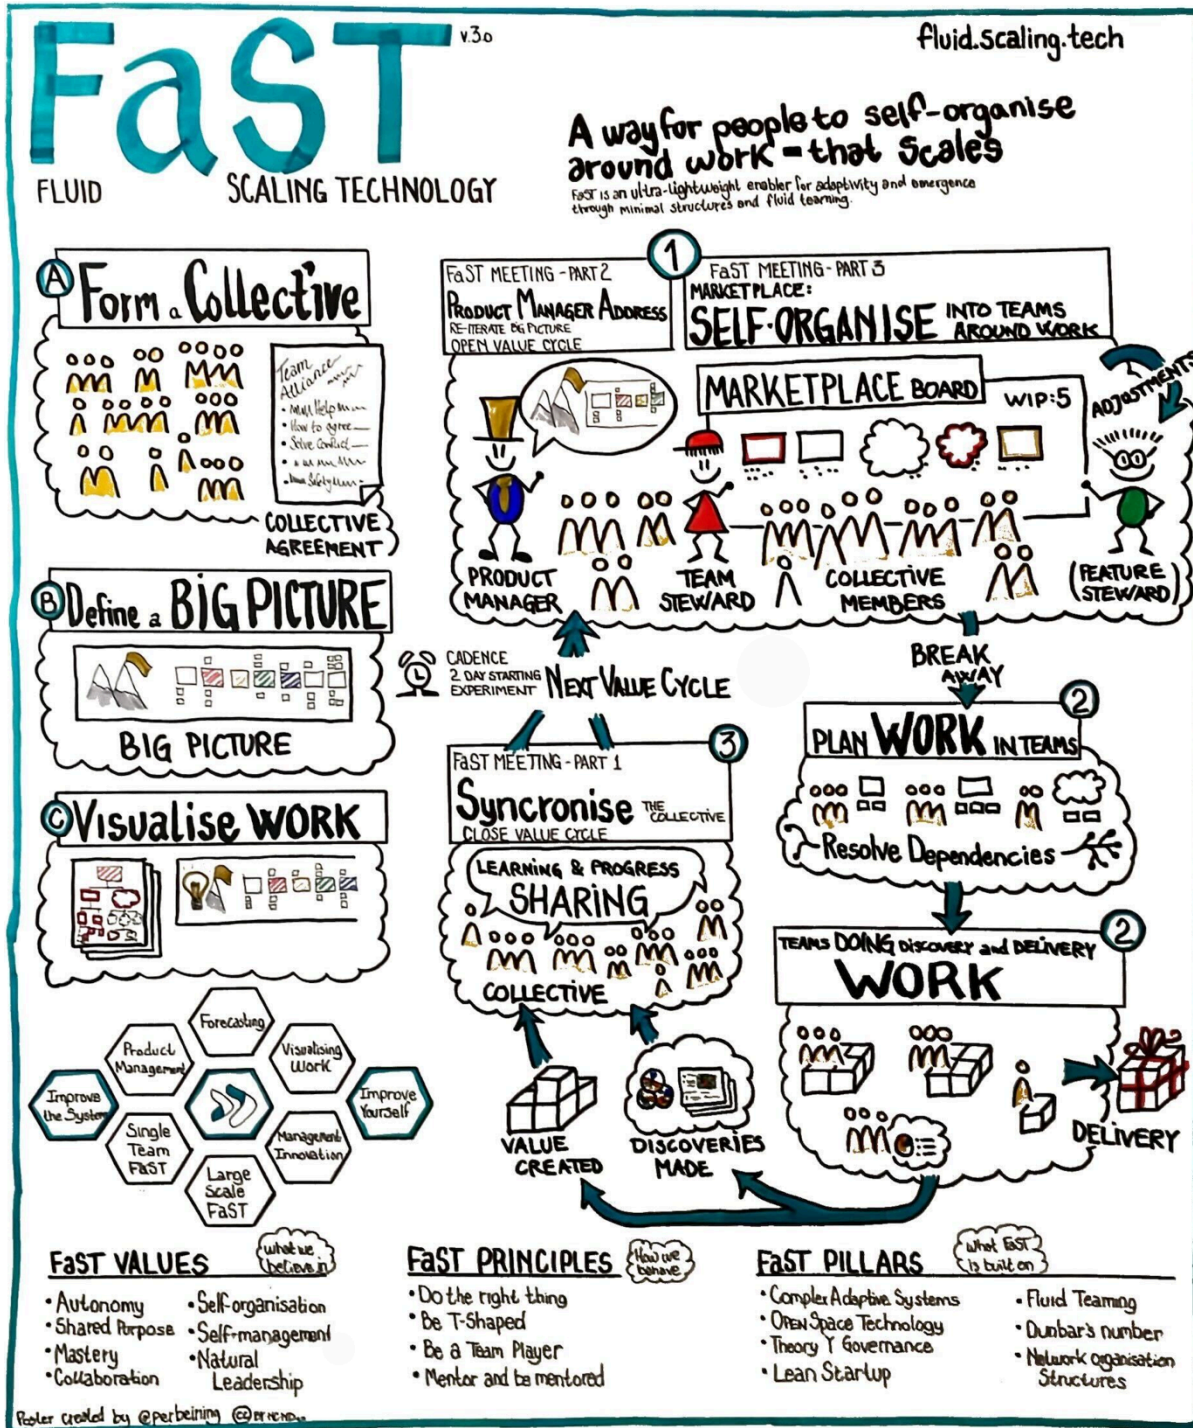 FaST
v.3.0
FLUID SCALING TECHNOLOGY
fluid.scaling.tech
A way for people to self-organise
around work - that scales
FaST is an ultra-lightweight enabler for adaptivity and emergence
through minimal structures and fluid teaming.
A
Form a Collective
Team
Alliance
Help
• How to agree
• Solve Conflict
Safety
COLLECTIVE
AGREEMENT
B
Define a BIG PICTURE
BIG PICTURE
C
Visualise WORK
1
FaST MEETING - PART 2
PRODUCT MANAGER ADDRESS
RE-ITERATE BIG PICTURE
OPEN VALUE CYCLE
FaST MEETING - PART 3
MARKETPLACE:
SELF-ORGANISE INTO TEAMS
AROUND WORK
MARKETPLACE BOARD
WIP:5
ADJUSTMENTS
PRODUCT
MANAGER
TEAM
STEWARD
COLLECTIVE
MEMBERS
(FEATURE
STEWARD)
BREAK
AWAY
2
PLAN WORK IN TEAMS
Resolve Dependencies
2
TEAMS DOING DISCOVERY and DELIVERY
WORK
DELIVERY
VALUE
CREATED
DISCOVERIES
MADE
3
FaST MEETING - PART 1
Syncronise THE
COLLECTIVE
CLOSE VALUE CYCLE
LEARNING & PROGRESS
SHARING
COLLECTIVE
CADENCE
2 DAY STARTING
EXPERIMENT
NEXT VALUE CYCLE
Forecasting
Product
Management
Visualising
Work
Improve
the System
Improve
Yourself
Single
Team
FaST
Management
Innovation
Large
Scale
FaST
FaST VALUES
what we
believe in
• Autonomy
• Shared Purpose
• Mastery
• Collaboration
• Self-organisation
• Self-management
• Natural
Leadership
FaST PRINCIPLES
How we
behave
• Do the right thing
• Be T-Shaped
• Be a Team Player
• Mentor and be mentored
FaST PILLARS
What FaST
is built on
• Complex Adaptive Systems
• OPEN Space Technology
• Theory Y Governance
• Lean Startup
• Fluid Teaming
• Dunbar's number
• Network organisation
Structures
Poster created by @perbeining